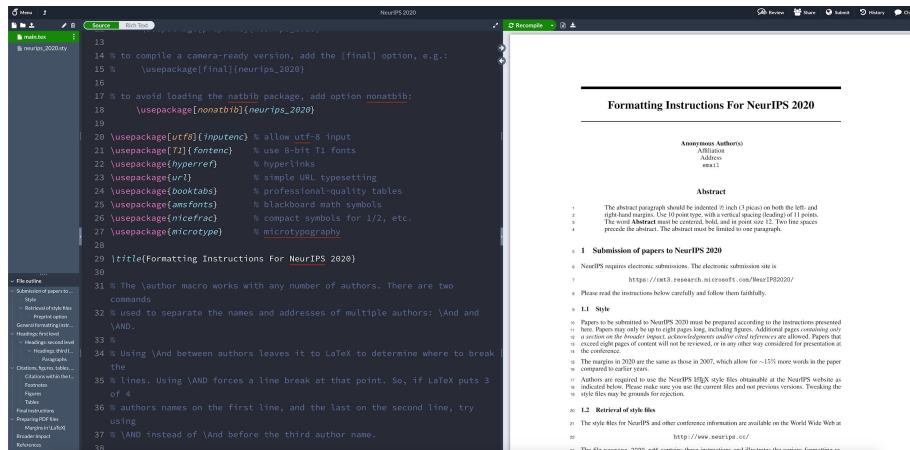 Menu
NeurIPS 2020
Review
Share
Submit
History
main.tex
neurips_2020.sty
Source
Rich Text
Recompile
13
14 % to compile a camera-ready version, add the [final] option, e.g.:
15 % \usepackage[final]{neurips_2020}
16
17 % to avoid loading the natbib package, add option nonatbib:
18 \usepackage[nonatbib]{neurips_2020}
19
20 \usepackage[utf8]{inputenc} % allow utf-8 input
21 \usepackage[T1]{fontenc} % use 8-bit T1 fonts
22 \usepackage{hyperref} % hyperlinks
23 \usepackage{url} % simple URL typesetting
24 \usepackage{booktabs} % professional-quality tables
25 \usepackage{amsfonts} % blackboard math symbols
26 \usepackage{nicefrac} % compact symbols for 1/2, etc.
27 \usepackage{microtype} % microtypography
28
29 \title{Formatting Instructions For NeurIPS 2020}
30
31 % The \author macro works with any number of authors. There are two
commands
32 % used to separate the names and addresses of multiple authors: \And and
\AND.
33 %
34 % Using \And between authors leaves it to LaTeX to determine where to break
the
35 % lines. Using \AND forces a line break at that point. So, if LaTeX puts 3
of 4
36 % authors names on the first line, and the last on the second line, try
using
37 % \AND instead of \And before the third author name.
38
File outline
Submission of papers to ...
Style
Retrieval of style files
Preprint option
General formatting instr...
Headings: first level
Headings: second level
Headings: third l...
Paragraphs
Citations, figures, tables, ...
Citations within the t...
Footnotes
Figures
Tables
Final instructions
Preparing PDF files
Margins in \LaTeX{
Broader Impact
References
Formatting Instructions For NeurIPS 2020
Anonymous Author(s)
Affiliation
Address
email
Abstract
1 The abstract paragraph should be indented ½ inch (3 picas) on both the left- and
2 right-hand margins. Use 10 point type, with a vertical spacing (leading) of 11 points.
3 The word Abstract must be centered, bold, and in point size 12. Two line spaces
4 precede the abstract. The abstract must be limited to one paragraph.
5 1 Submission of papers to NeurIPS 2020
6 NeurIPS requires electronic submissions. The electronic submission site is
7 https://cmt3.research.microsoft.com/NeurIPS2020/
8 Please read the instructions below carefully and follow them faithfully.
9 1.1 Style
10 Papers to be submitted to NeurIPS 2020 must be prepared according to the instructions presented
11 here. Papers may only be up to eight pages long, including figures. Additional pages containing only
12 a section on the broader impact, acknowledgments and/or cited references are allowed. Papers that
13 exceed eight pages of content will not be reviewed, or in any other way considered for presentation at
14 the conference.
15 The margins in 2020 are the same as those in 2007, which allow for ∼15% more words in the paper
16 compared to earlier years.
17 Authors are required to use the NeurIPS LATEX style files obtainable at the NeurIPS website as
18 indicated below. Please make sure you use the current files and not previous versions. Tweaking the
19 style files may be grounds for rejection.
20 1.2 Retrieval of style files
21 The style files for NeurIPS and other conference information are available on the World Wide Web at
22 http://www.neurips.cc/